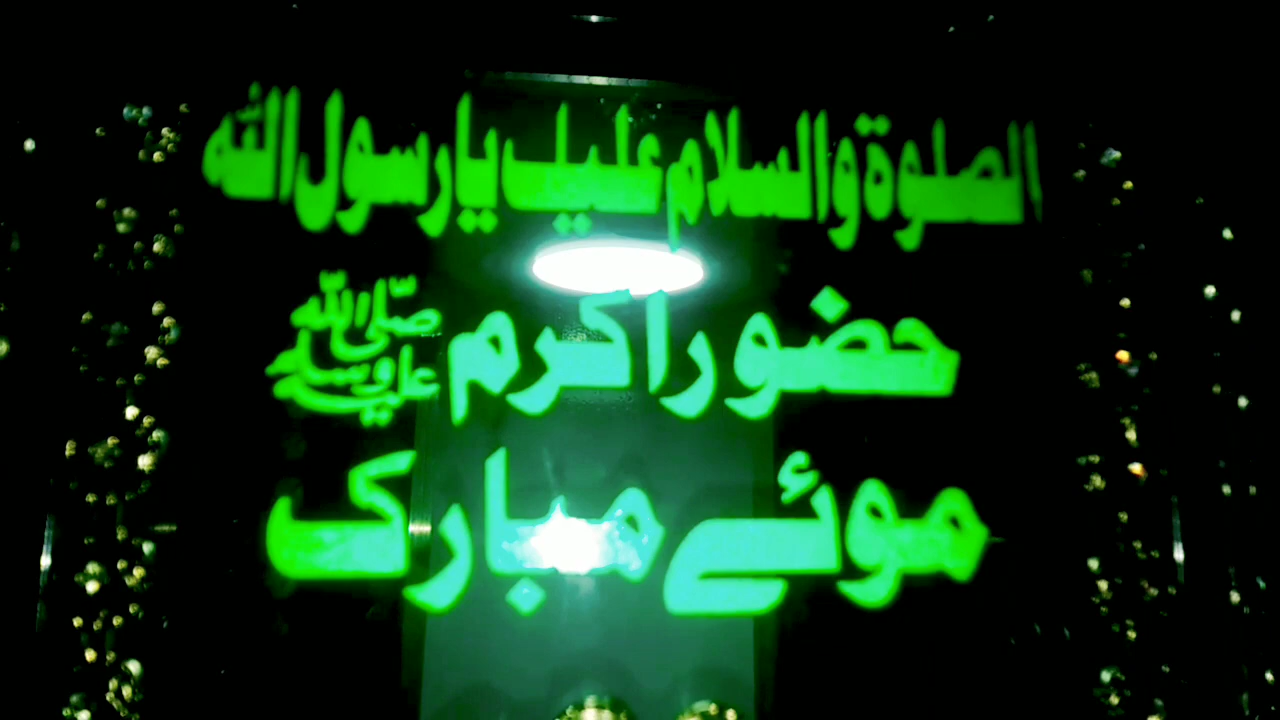 الصلوۃ والسلام علیک یارسول اللہ
حضور اکرم صلی اللہ علیہ وسلم
موئے مبارک